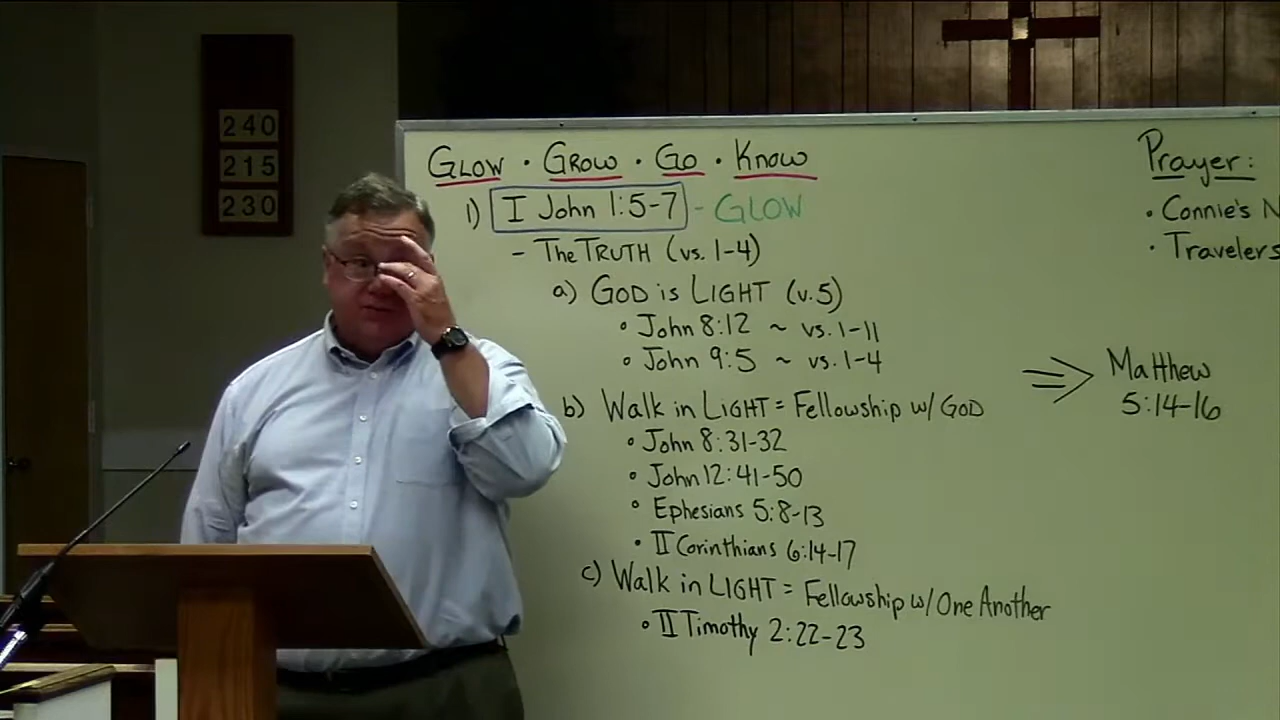 240
215
230
GLOW · GROW · GO · KNOW
1) I John 1:5-7 - GLOW
- The TRUTH (vs. 1-4)
a) GOD is LIGHT (v.5)
• John 8:12 ~ vs. 1-11
• John 9:5 ~ vs. 1-4
b) Walk in LIGHT = Fellowship w/ GOD
• John 8:31-32
• John 12:41-50
• Ephesians 5:8-13
• II Corinthians 6:14-17
c) Walk in LIGHT = Fellowship w/ One Another
• II Timothy 2:22-23
⇒ Matthew
5:14-16
Prayer:
• Connie's
• Travelers